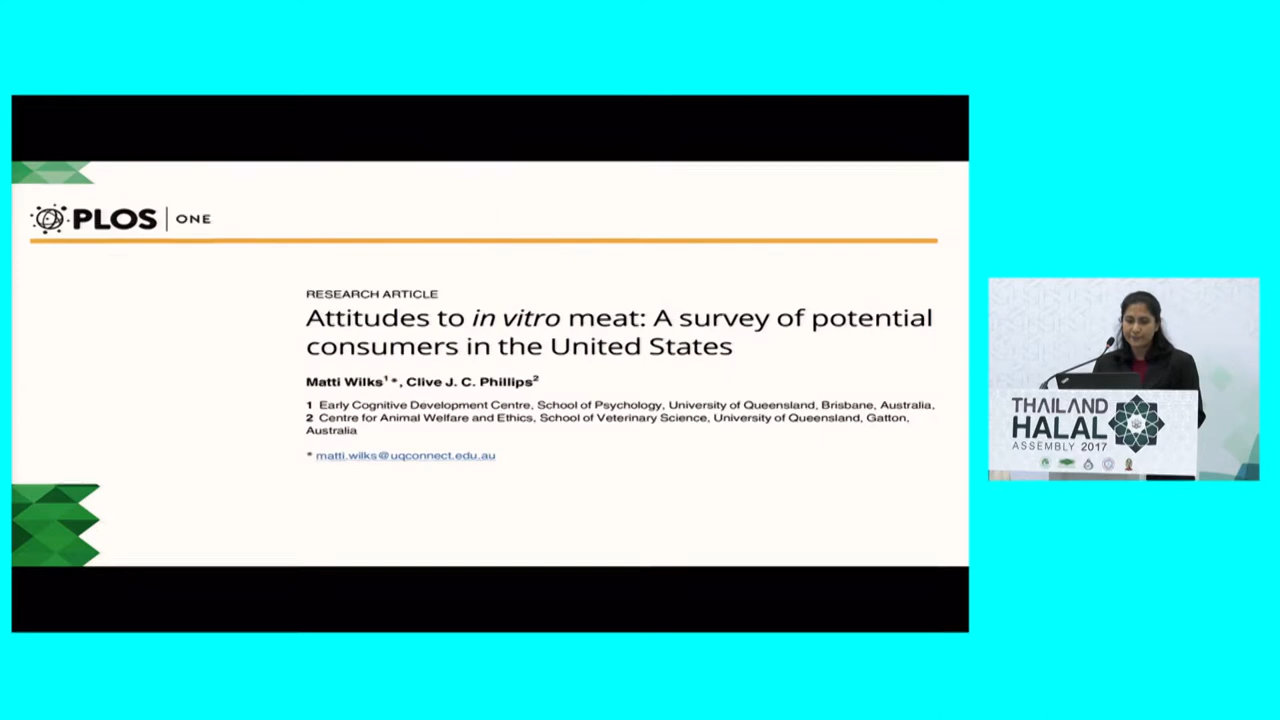 PLOS ONE
RESEARCH ARTICLE
Attitudes to in vitro meat: A survey of potential
consumers in the United States
Matti Wilks1*, Clive J. C. Phillips2
1 Early Cognitive Development Centre, School of Psychology, University of Queensland, Brisbane, Australia,
2 Centre for Animal Welfare and Ethics, School of Veterinary Science, University of Queensland, Gatton,
Australia
* matti.wilks@uqconnect.edu.au
THAILAND
HALAL
ASSEMBLY 2017